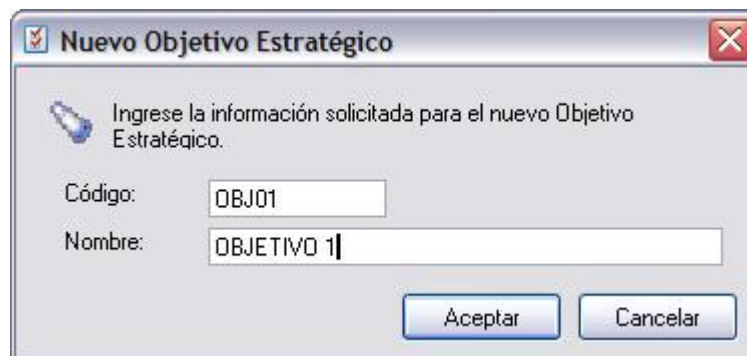 Nuevo Objetivo Estratégico
Ingrese la información solicitada para el nuevo Objetivo
Estratégico.
Código:
OBJ01
Nombre:
OBJETIVO 1
Aceptar
Cancelar